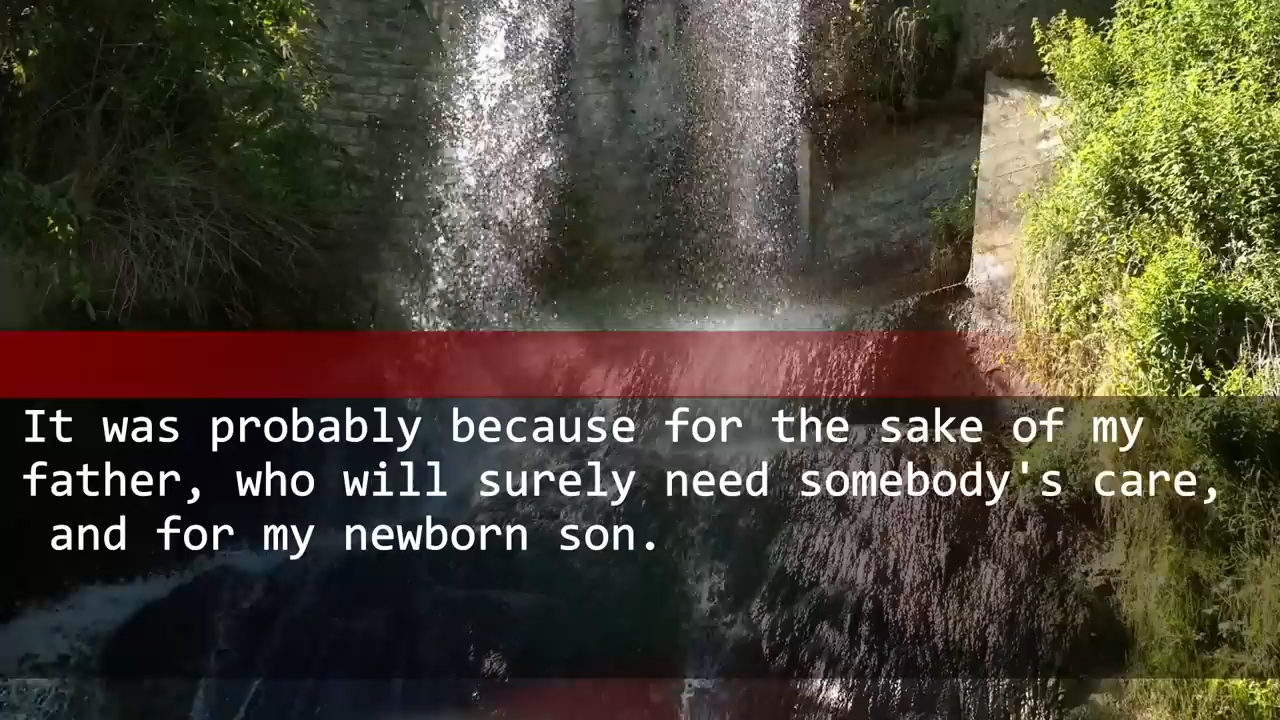 It was probably because for the sake of my
father, who will surely need somebody's care,
and for my newborn son.